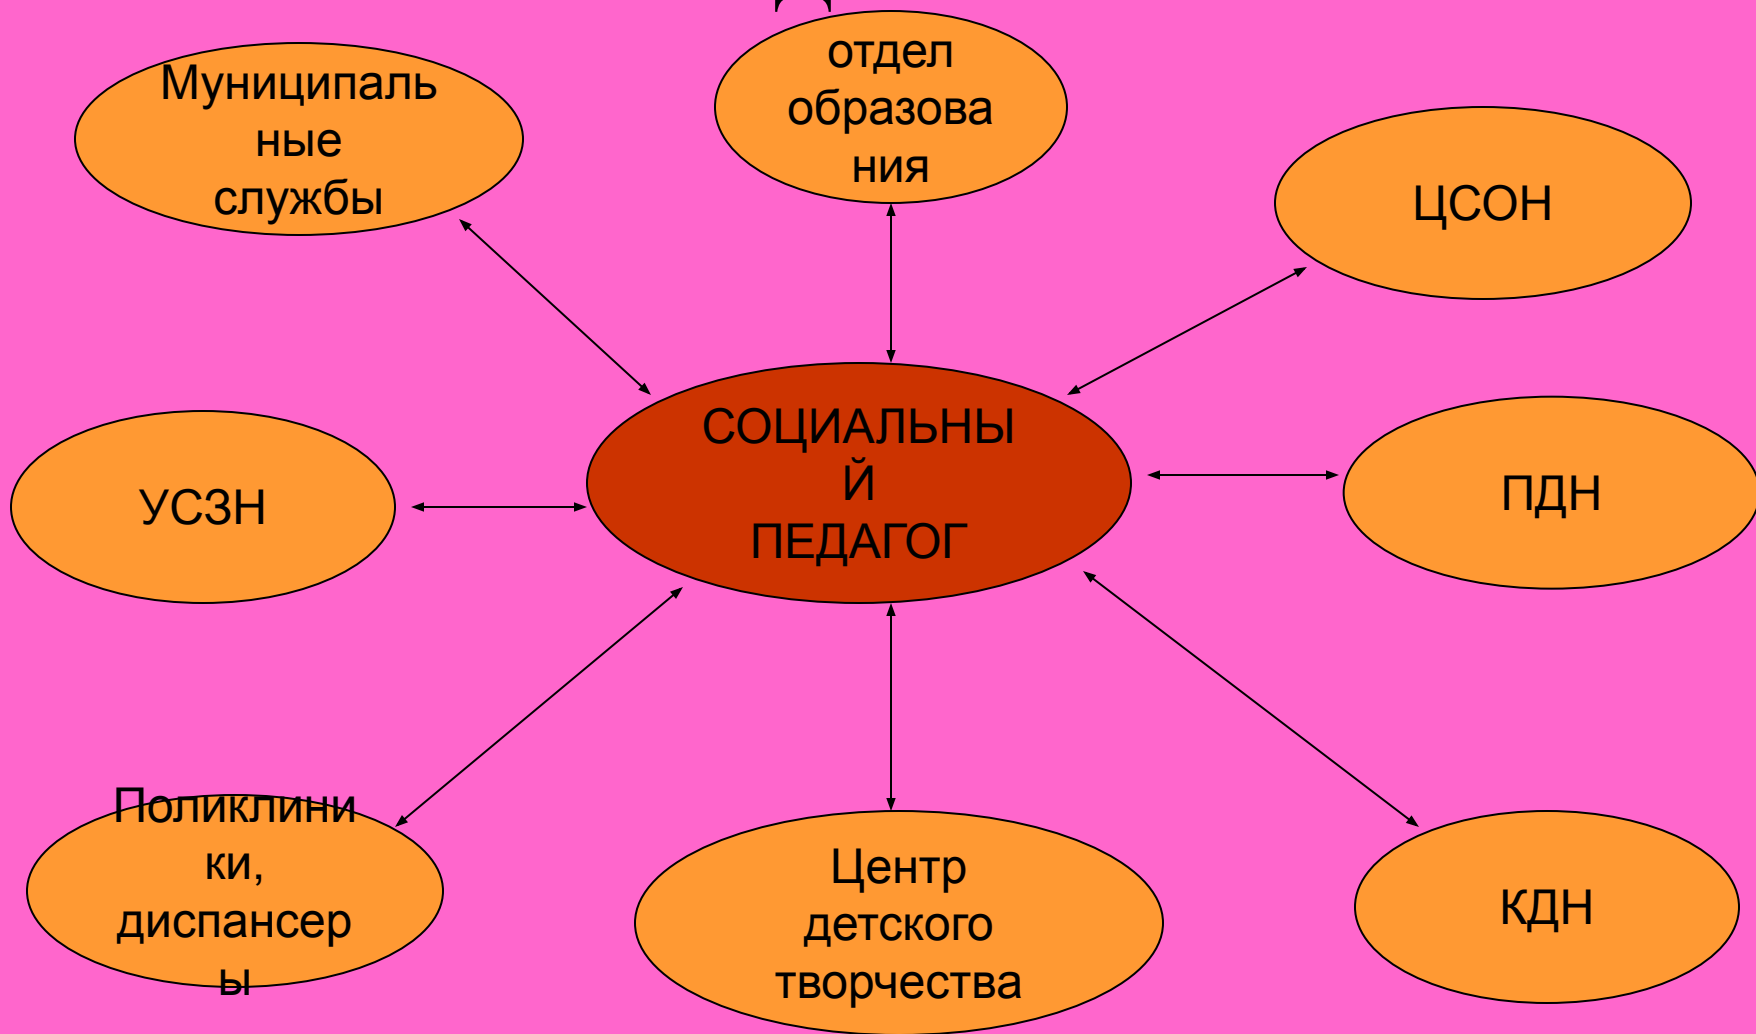 отдел
образова
ния
Муниципаль
ные
службы
ЦСОН
СОЦИАЛЬНЫ
Й
ПЕДАГОГ
УСЗН
ПДН
Поликлини
ки,
диспансер
ы
Центр
детского
творчества
КДН